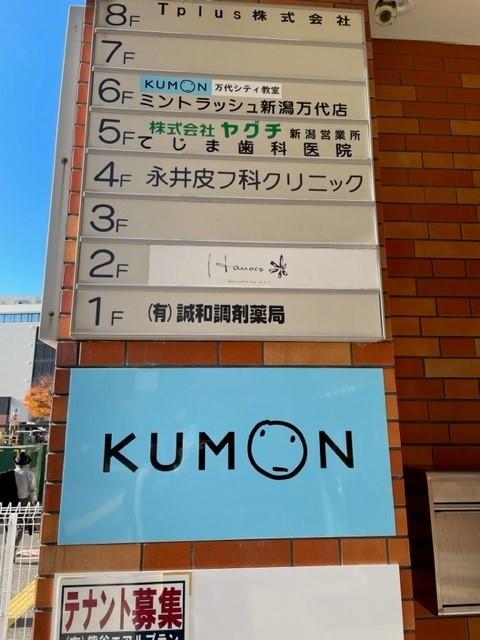 8F Tplus株式会社
7F
6F KUMON 万代シティ教室
ミントラッシュ新潟万代店
5F 株式会社 ヤグチ 新潟営業所
てじま歯科医院
4F 永井皮フ科クリニック
3F
2F Hanaco
1F (有)誠和調剤薬局
KUMON
テナント募集